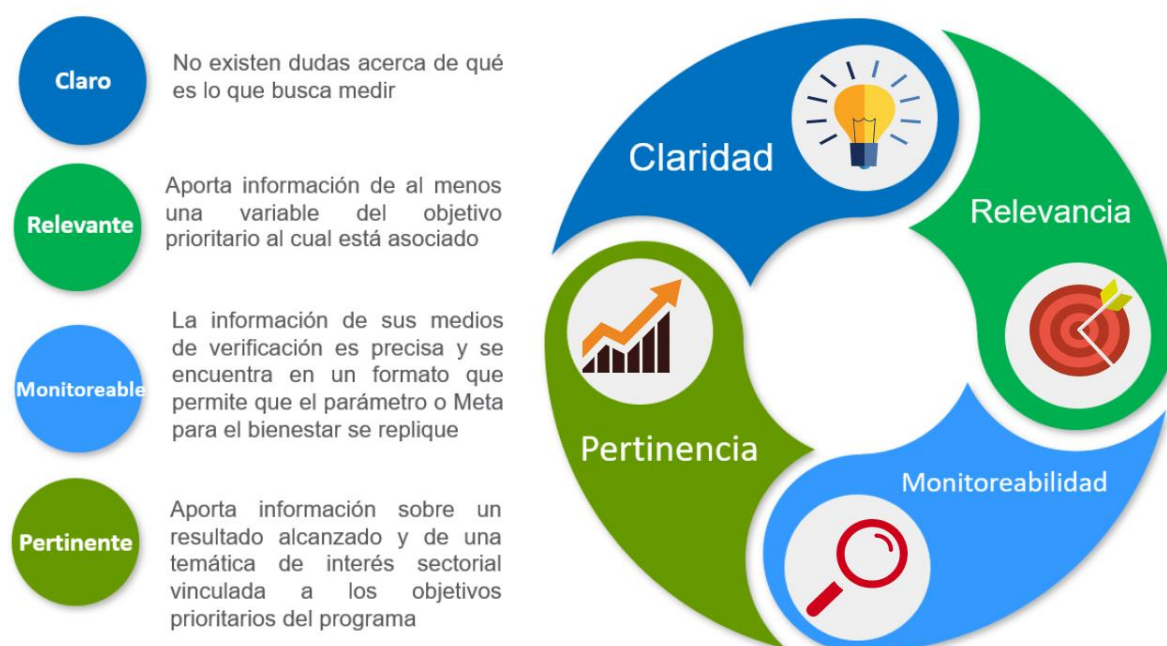 Claro
No existen dudas acerca de qué
es lo que busca medir
Relevante
Aporta información de al menos
una variable del objetivo
prioritario al cual está asociado
Monitoreable
La información de sus medios
de verificación es precisa y se
encuentra en un formato que
permite que el parámetro o Meta
para el bienestar se replique
Pertinente
Aporta información sobre un
resultado alcanzado y de una
temática de interés sectorial
vinculada a los objetivos
prioritarios del programa
Claridad
Relevancia
Pertinencia
Monitoreabilidad